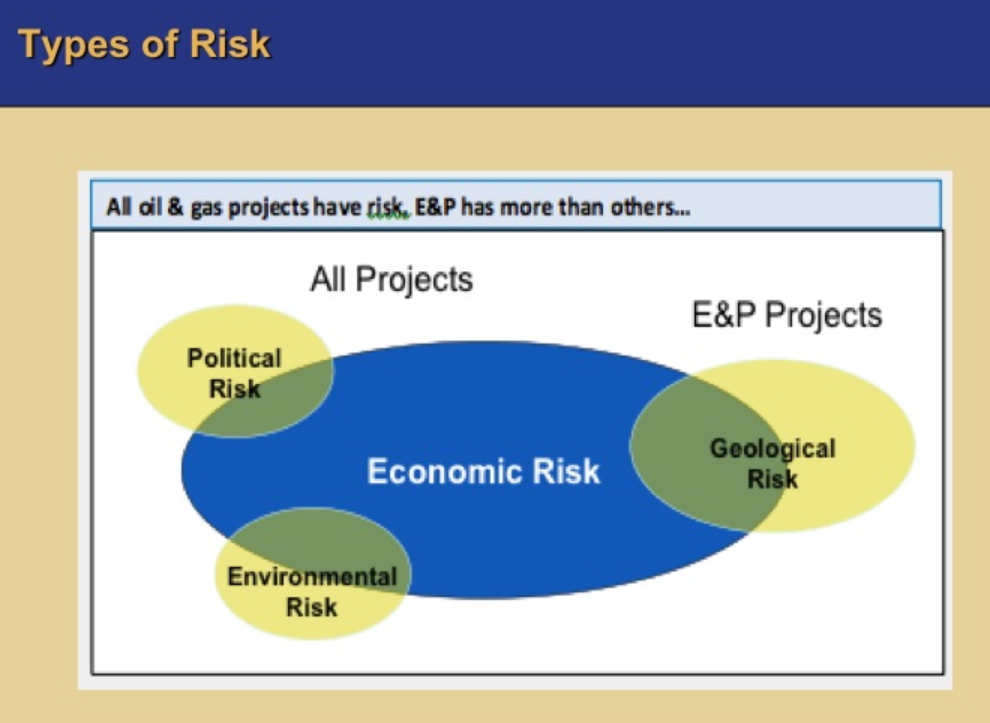 Types of Risk
All oil & gas projects have risk. E&P has more than others...
All Projects
E&P Projects
Political
Risk
Economic Risk
Geological
Risk
Environmental
Risk